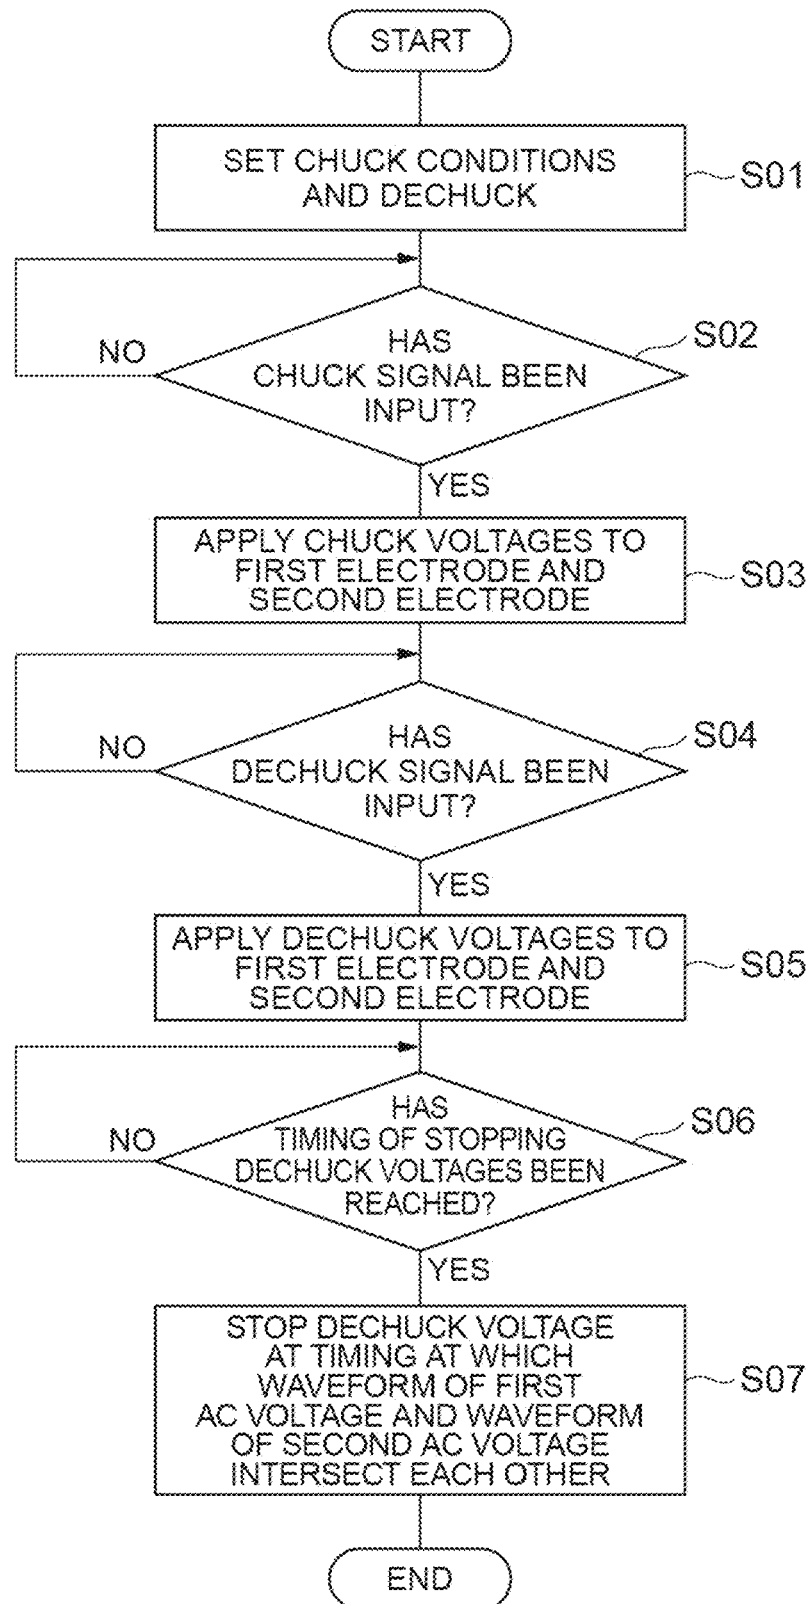 START
SET CHUCK CONDITIONS
AND DECHUCK
S01
HAS
CHUCK SIGNAL BEEN
INPUT?
S02
NO
YES
APPLY CHUCK VOLTAGES TO
FIRST ELECTRODE AND
SECOND ELECTRODE
S03
HAS
DECHUCK SIGNAL BEEN
INPUT?
S04
NO
YES
APPLY DECHUCK VOLTAGES TO
FIRST ELECTRODE AND
SECOND ELECTRODE
S05
HAS
TIMING OF STOPPING
DECHUCK VOLTAGES BEEN
REACHED?
S06
NO
YES
STOP DECHUCK VOLTAGE
AT TIMING AT WHICH
WAVEFORM OF FIRST
AC VOLTAGE AND WAVEFORM
OF SECOND AC VOLTAGE
INTERSECT EACH OTHER
S07
END